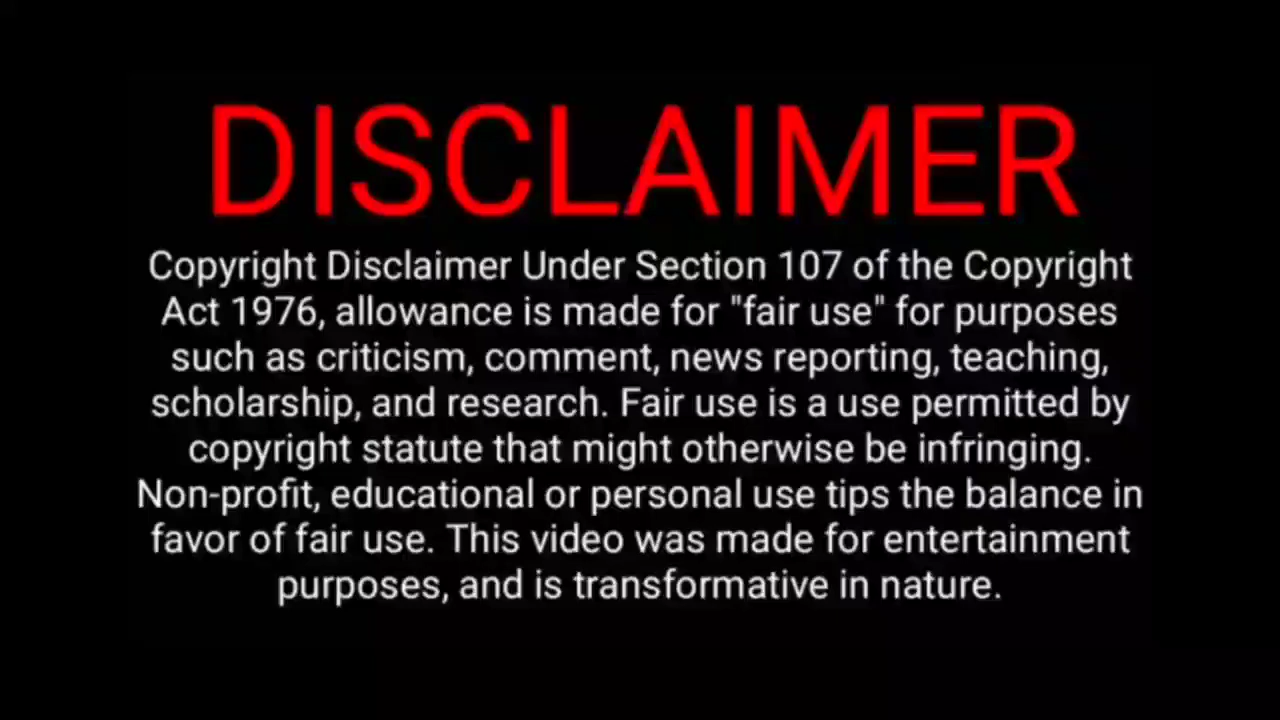 DISCLAIMER
Copyright Disclaimer Under Section 107 of the Copyright
Act 1976, allowance is made for "fair use" for purposes
such as criticism, comment, news reporting, teaching,
scholarship, and research. Fair use is a use permitted by
copyright statute that might otherwise be infringing.
Non-profit, educational or personal use tips the balance in
favor of fair use. This video was made for entertainment
purposes, and is transformative in nature.